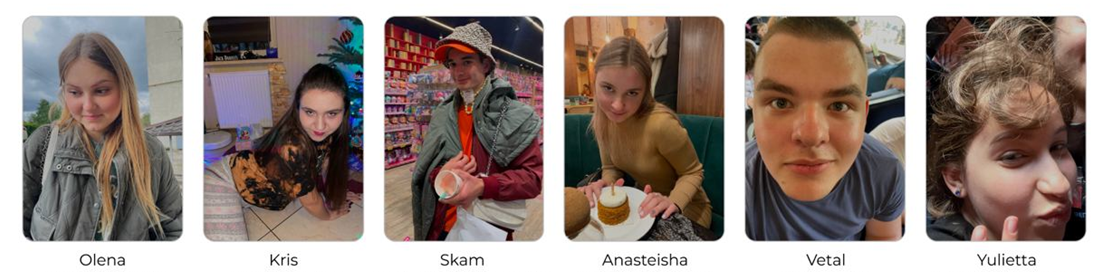 Olena
Kris
Skam
Anasteisha
Vetal
Yulietta